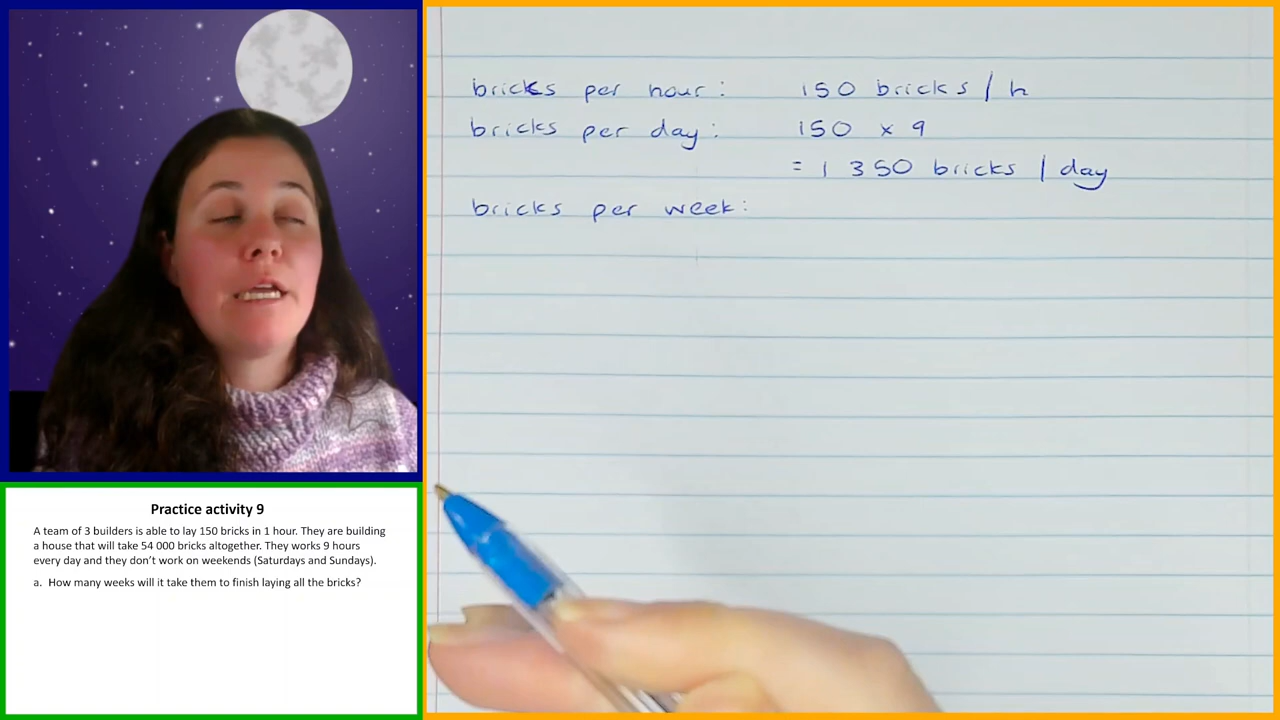 bricks per hour: 150 bricks / h
bricks per day: 150 x 9
= 1 350 bricks / day
bricks per week:
Practice activity 9
A team of 3 builders is able to lay 150 bricks in 1 hour. They are building
a house that will take 54 000 bricks altogether. They works 9 hours
every day and they don't work on weekends (Saturdays and Sundays).
a. How many weeks will it take them to finish laying all the bricks?